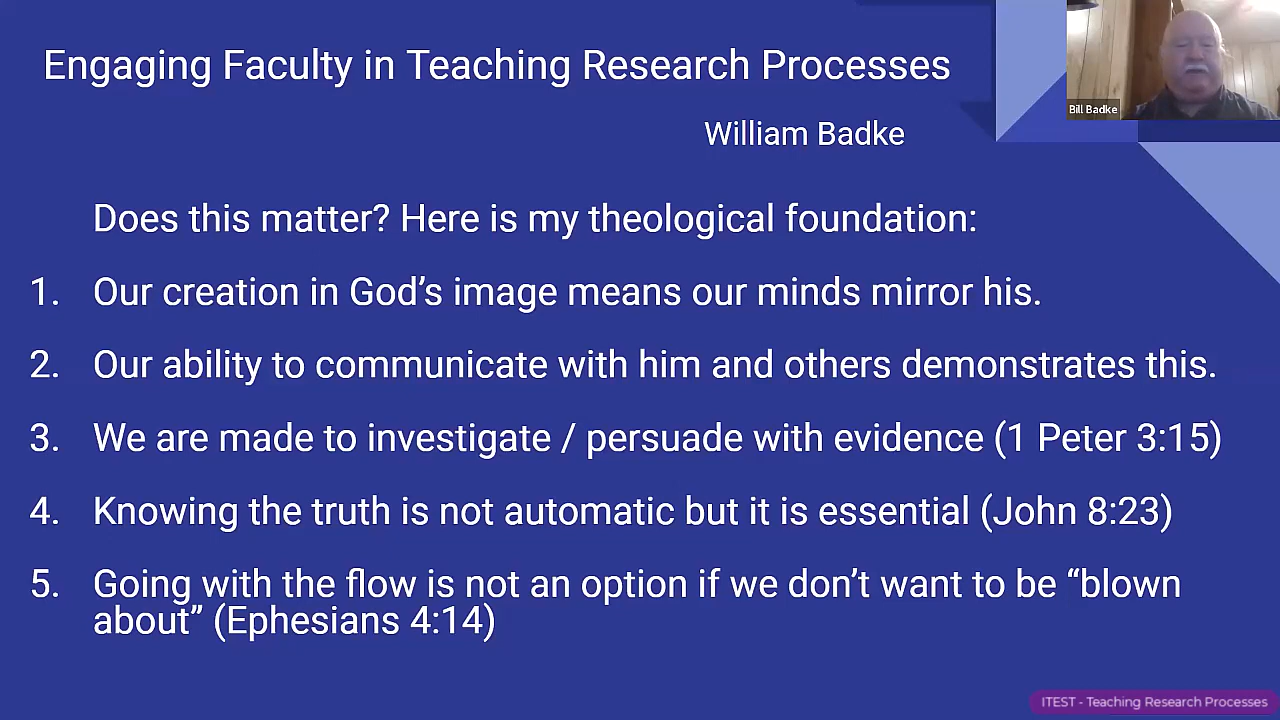 Engaging Faculty in Teaching Research Processes
Bill Badke
William Badke
Does this matter? Here is my theological foundation:
1. Our creation in God’s image means our minds mirror his.
2. Our ability to communicate with him and others demonstrates this.
3. We are made to investigate / persuade with evidence (1 Peter 3:15)
4. Knowing the truth is not automatic but it is essential (John 8:23)
5. Going with the flow is not an option if we don’t want to be “blown
about” (Ephesians 4:14)
ITEST - Teaching Research Processes